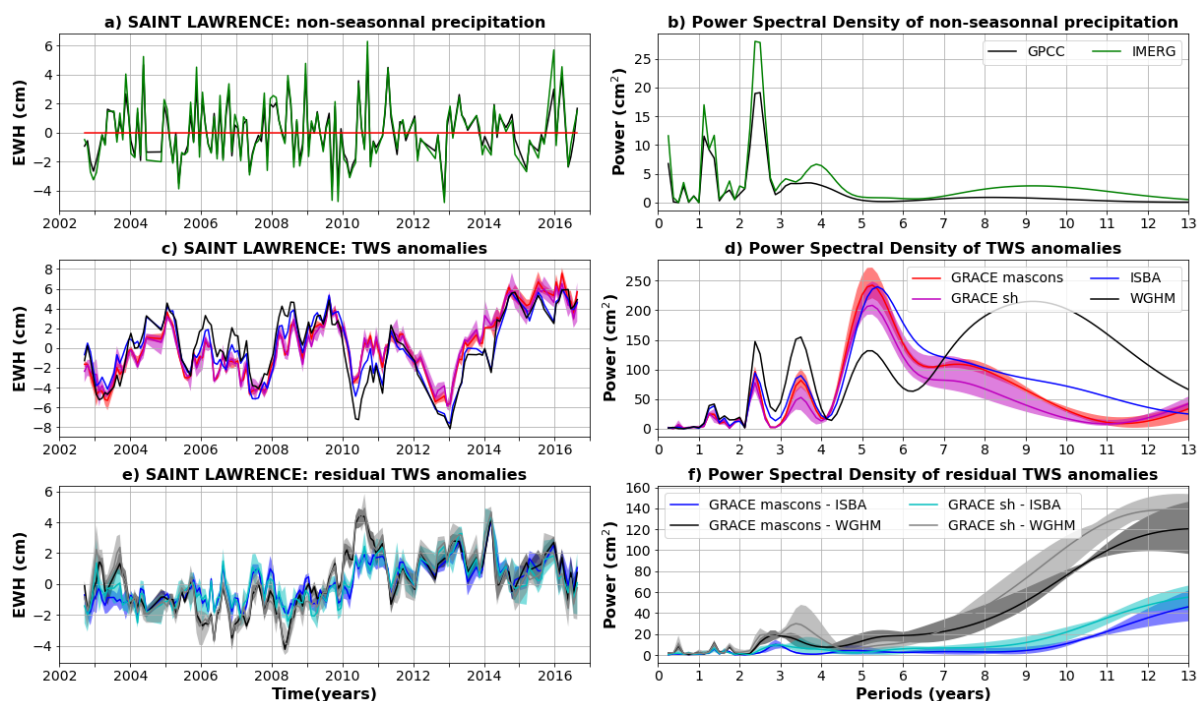 a) SAINT LAWRENCE: non-seasonnal precipitation
EWH (cm)
6
4
2
0
−2
−4
2002 2004 2006 2008 2010 2012 2014 2016
b) Power Spectral Density of non-seasonnal precipitation
GPCC IMERG
Power (cm²)
25
20
15
10
5
0
0 1 2 3 4 5 6 7 8 9 10 11 12 13
c) SAINT LAWRENCE: TWS anomalies
EWH (cm)
8
6
4
2
0
−2
−4
−6
−8
2002 2004 2006 2008 2010 2012 2014 2016
d) Power Spectral Density of TWS anomalies
GRACE mascons ISBA
GRACE sh WGHM
Power (cm²)
250
200
150
100
50
0
0 1 2 3 4 5 6 7 8 9 10 11 12 13
e) SAINT LAWRENCE: residual TWS anomalies
EWH (cm)
6
4
2
0
−2
−4
2002 2004 2006 2008 2010 2012 2014 2016
Time(years)
f) Power Spectral Density of residual TWS anomalies
GRACE mascons - ISBA GRACE sh - ISBA
GRACE mascons - WGHM GRACE sh - WGHM
Power (cm²)
160
140
120
100
80
60
40
20
0
0 1 2 3 4 5 6 7 8 9 10 11 12 13
Periods (years)